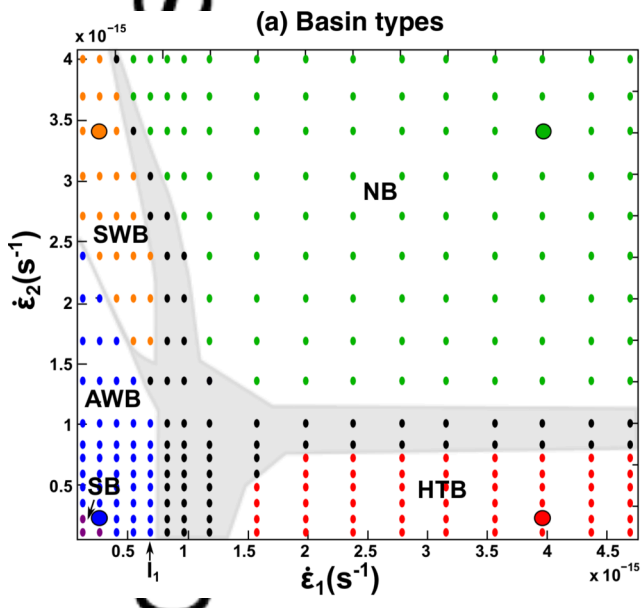 (a) Basin types
x 10⁻¹⁵
4
3.5
3
2.5
2
1.5
1
0.5
ε̇₂(s⁻¹)
NB
SWB
AWB
SB
HTB
0.5 1 1.5 2 2.5 3 3.5 4 4.5
I₁
ε̇₁(s⁻¹)
x 10⁻¹⁵